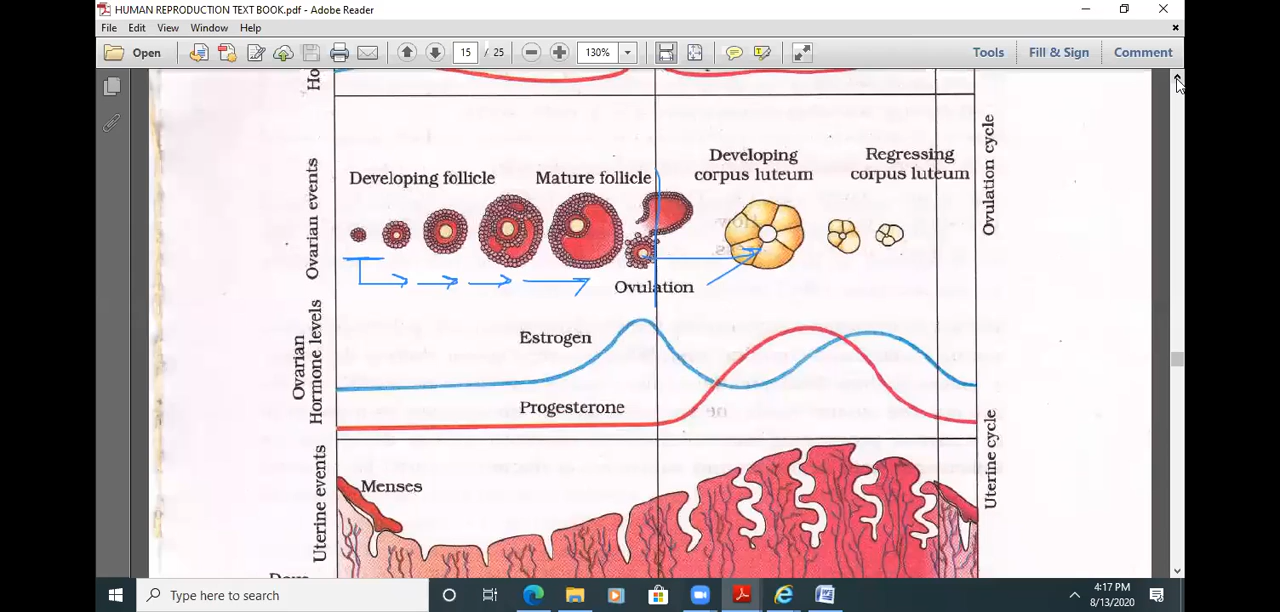 HUMAN REPRODUCTION TEXT BOOK.pdf - Adobe Reader
File Edit View Window Help
Open 15 / 25 130% Tools Fill & Sign Comment
Ho
Ovarian events
Developing follicle
Mature follicle
Developing
corpus luteum
Regressing
corpus luteum
Ovulation cycle
Ovulation
Ovarian
Hormone levels
Estrogen
Progesterone
Uterine events
Menses
Uterine cycle
Type here to search
4:17 PM
8/13/2020